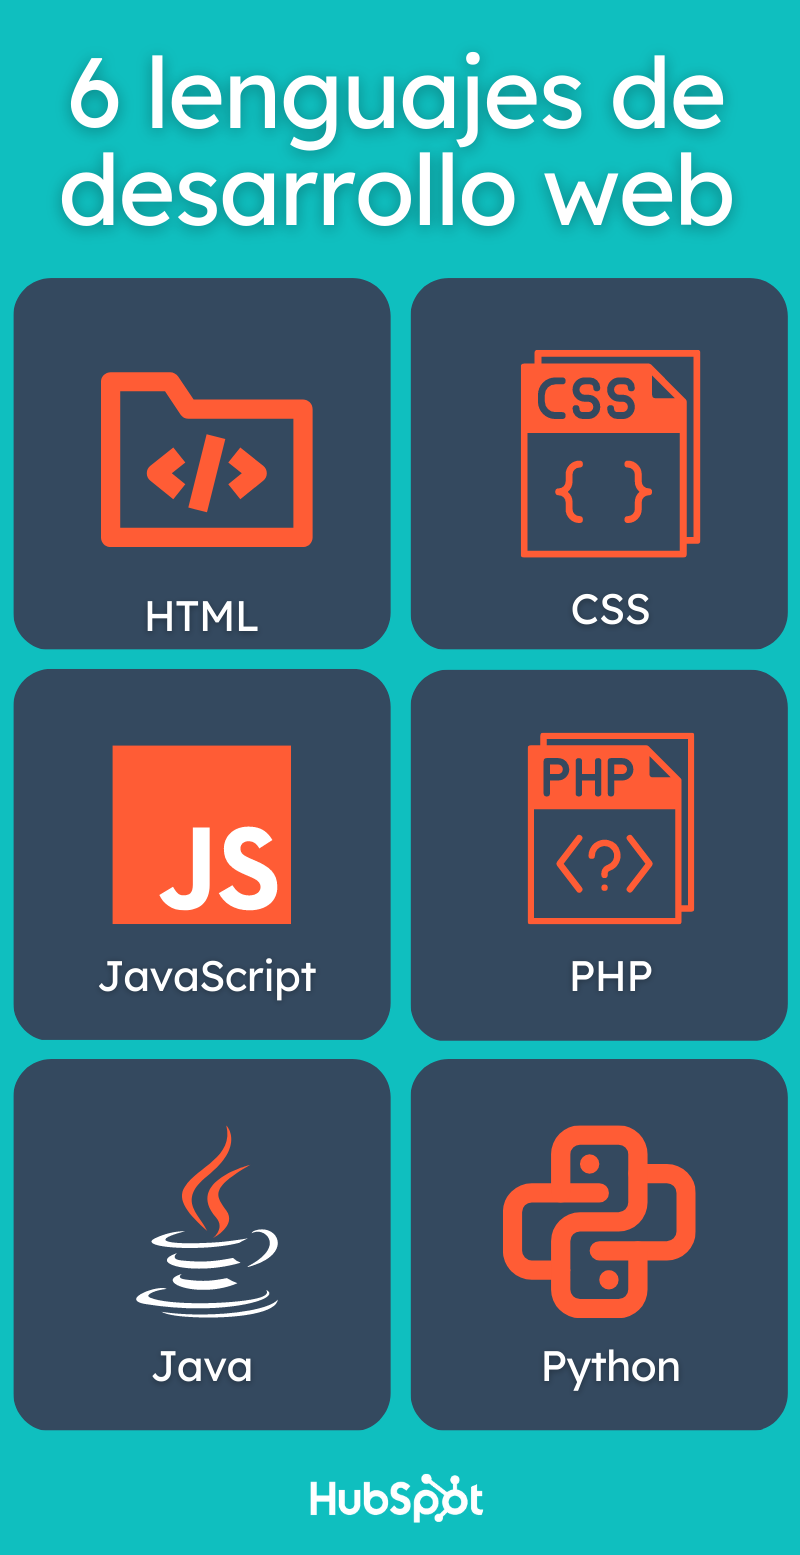 6 lenguajes de
desarrollo web
</>
HTML
CSS
{ }
CSS
JS
JavaScript
PHP
<?>
PHP
Java
Python
HubSpot